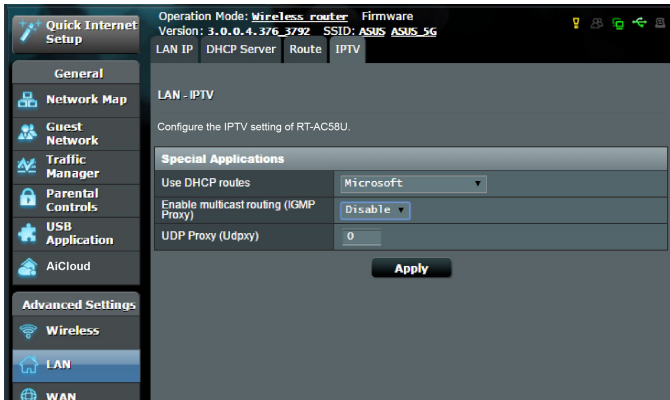 Quick Internet
Setup
General
Network Map
Guest
Network
Traffic
Manager
Parental
Controls
USB
Application
AiCloud
Advanced Settings
Wireless
LAN
WAN
Operation Mode: Wireless router Firmware
Version: 3.0.0.4.376_3792 SSID: ASUS ASUS_5G
LAN IP DHCP Server Route IPTV
LAN - IPTV
Configure the IPTV setting of RT-AC58U.
Special Applications
Use DHCP routes Microsoft
Enable multicast routing (IGMP
Proxy) Disable
UDP Proxy (Udpxy) 0
Apply